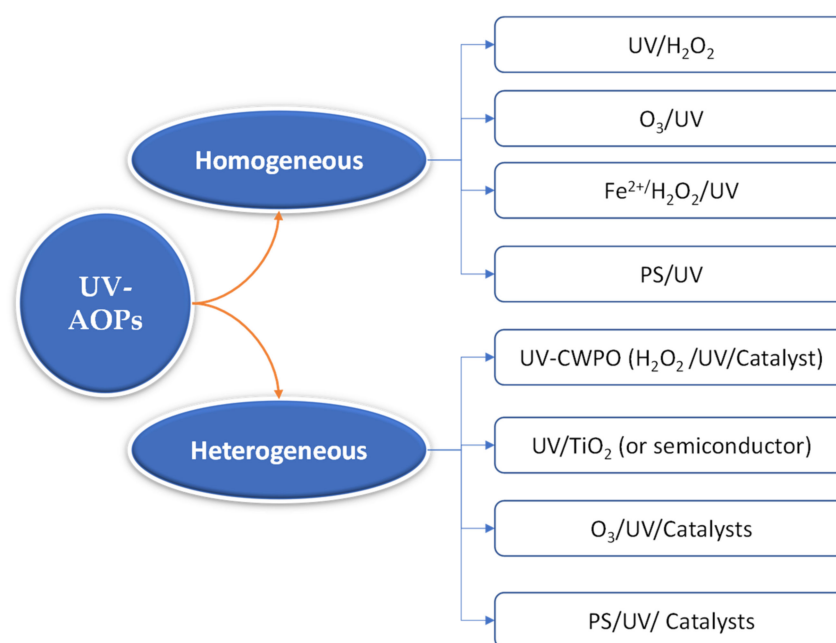 UV-
AOPs
Homogeneous
UV/H₂O₂
O₃/UV
Fe²⁺/H₂O₂/UV
PS/UV
Heterogeneous
UV-CWPO (H₂O₂ /UV/Catalyst)
UV/TiO₂ (or semiconductor)
O₃/UV/Catalysts
PS/UV/ Catalysts